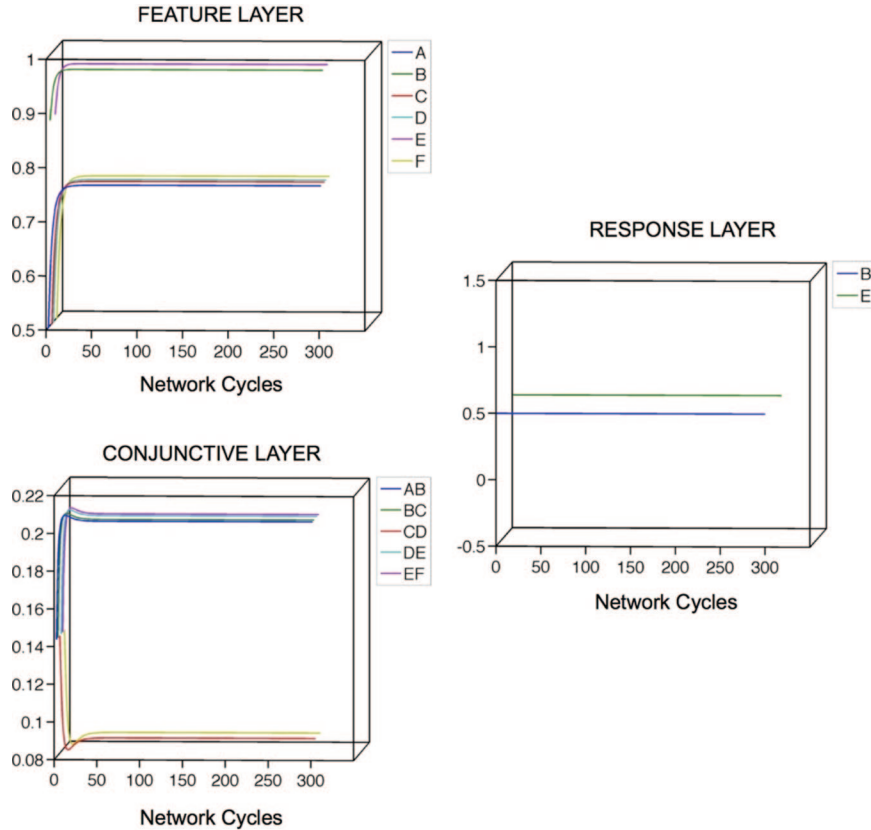 FEATURE LAYER
1
0.9
0.8
0.7
0.6
0.5
0 50 100 150 200 250 300
Network Cycles
A
B
C
D
E
F
CONJUNCTIVE LAYER
0.22
0.2
0.18
0.16
0.14
0.12
0.1
0.08
0 50 100 150 200 250 300
Network Cycles
AB
BC
CD
DE
EF
RESPONSE LAYER
1.5
1
0.5
0
-0.5
0 50 100 150 200 250 300
Network Cycles
B
E